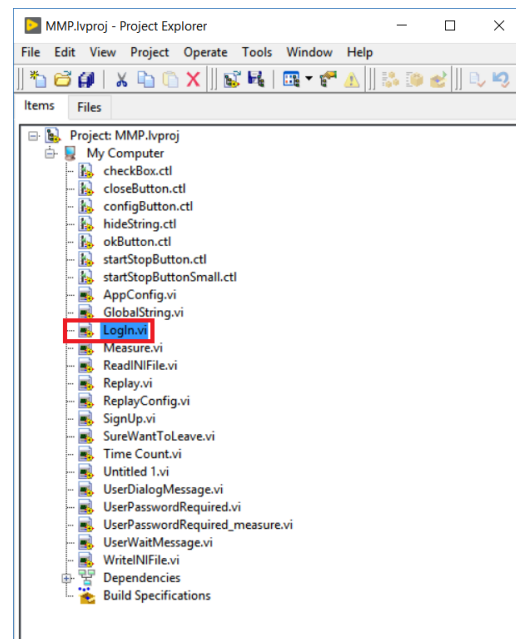 MMP.lvproj - Project Explorer
File Edit View Project Operate Tools Window Help
Items Files
Project: MMP.lvproj
My Computer
checkBox.ctl
closeButton.ctl
configButton.ctl
hideString.ctl
okButton.ctl
startStopButton.ctl
startStopButtonSmall.ctl
AppConfig.vi
GlobalString.vi
LogIn.vi
Measure.vi
ReadINIFile.vi
Replay.vi
ReplayConfig.vi
SignUp.vi
SureWantToLeave.vi
Time Count.vi
Untitled 1.vi
UserDialogMessage.vi
UserPasswordRequired.vi
UserPasswordRequired_measure.vi
UserWaitMessage.vi
WriteINIFile.vi
Dependencies
Build Specifications